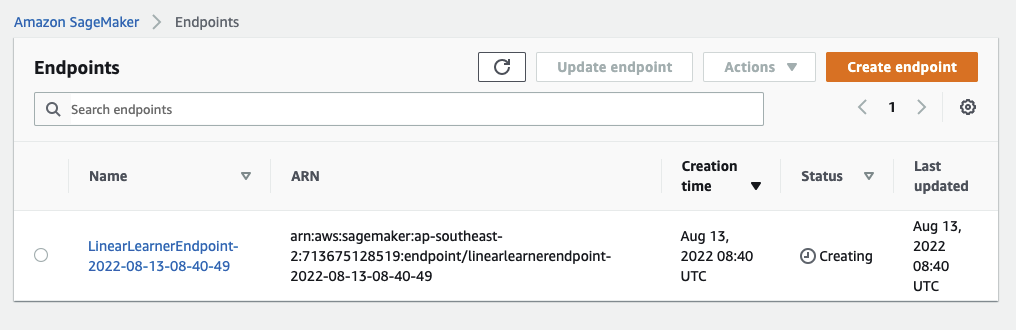 Amazon SageMaker > Endpoints
Endpoints
Update endpoint
Actions
Create endpoint
Search endpoints
1
Name
ARN
Creation
time
Status
Last
updated
LinearLearnerEndpoint-
2022-08-13-08-40-49
arn:aws:sagemaker:ap-southeast-
2:713675128519:endpoint/linearlearnerendpoint-
2022-08-13-08-40-49
Aug 13,
2022 08:40
UTC
Creating
Aug 13,
2022
08:40
UTC